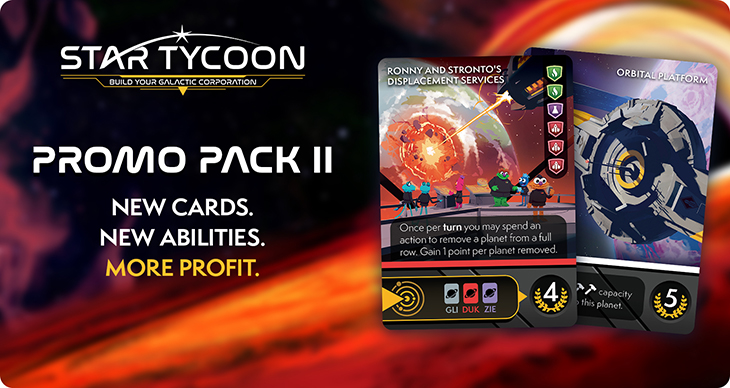 STAR TYCOON
BUILD YOUR GALACTIC CORPORATION
PROMO PACK II
NEW CARDS.
NEW ABILITIES.
MORE PROFIT.
RONNY AND STRONTO'S
DISPLACEMENT SERVICES
Once per turn you may spend an
action to remove a planet from a full
row. Gain 1 point per planet removed.
GLI DUK ZIE
4
ORBITAL PLATFORM
capacity
this planet.
5